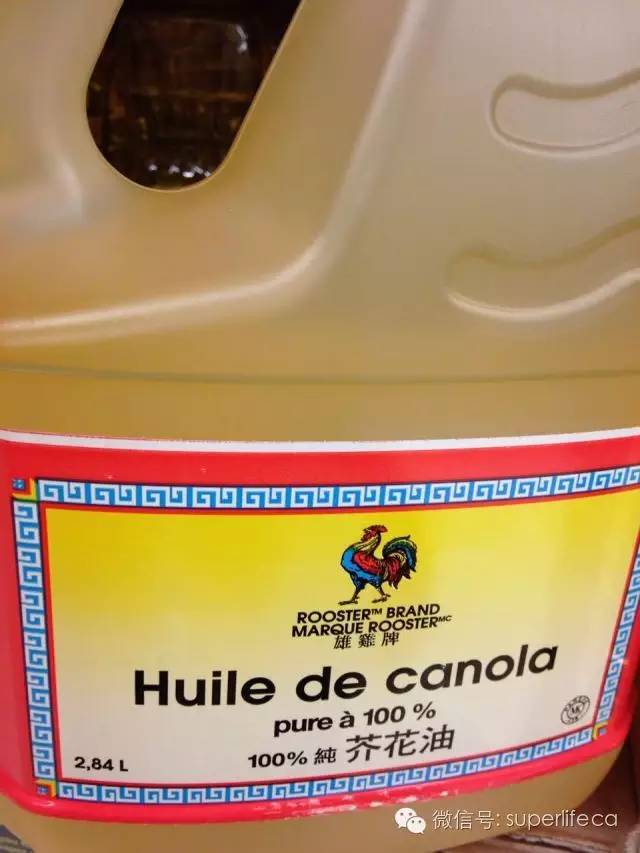 ROOSTER™ BRAND
MARQUE ROOSTER MC
雄雞牌
Huile de canola
pure à 100 %
100% 純 芥花油
2,84 L
微信号: superlifeca